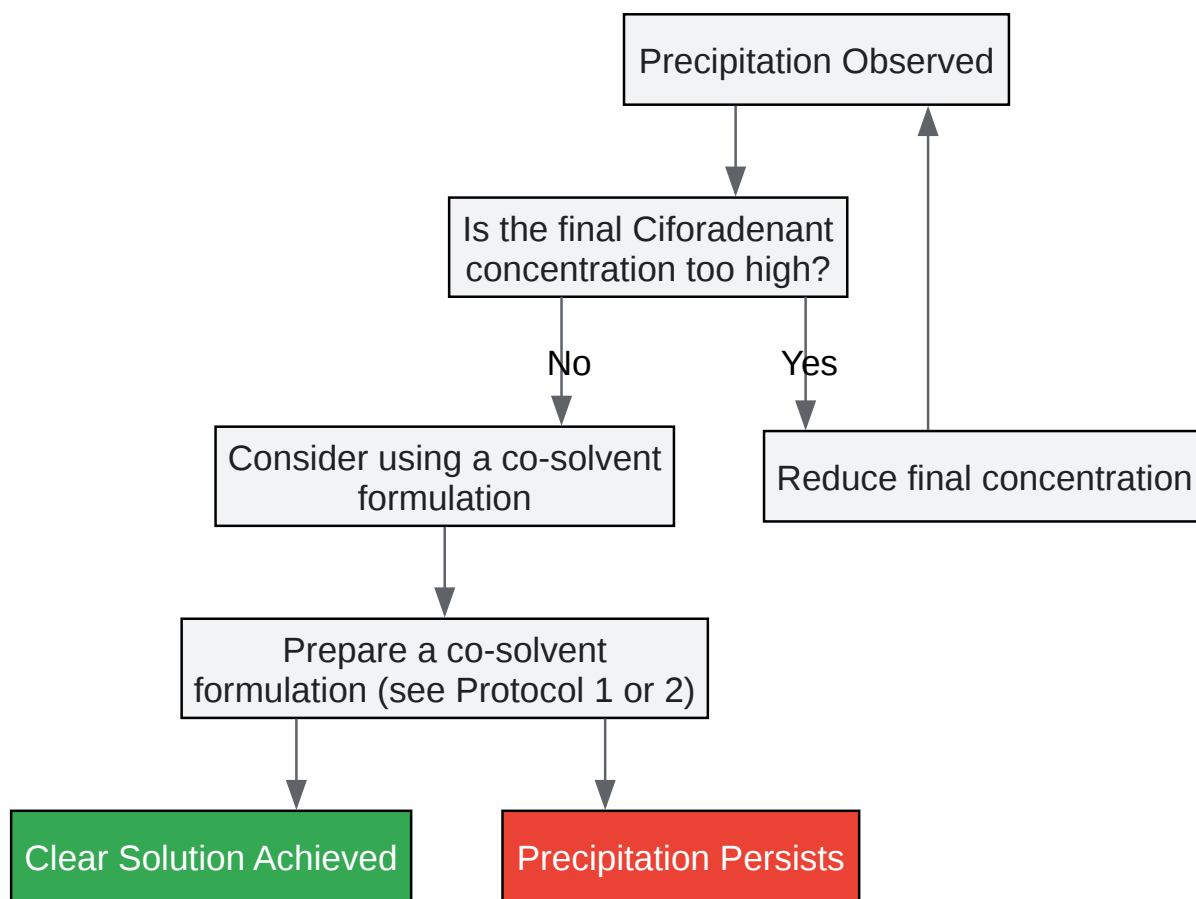 Precipitation Observed
Is the final Ciforadenant
concentration too high?
No
Yes
Consider using a co-solvent
formulation
Reduce final concentration
Prepare a co-solvent
formulation (see Protocol 1 or 2)
Clear Solution Achieved
Precipitation Persists